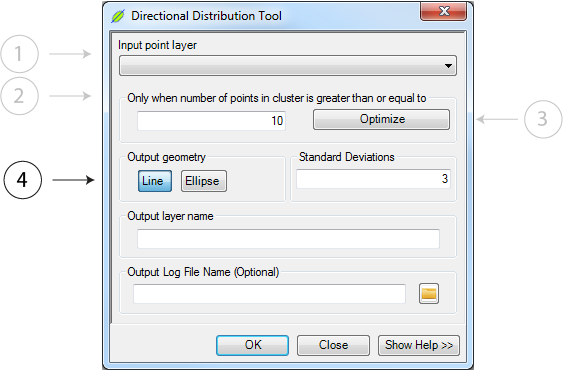 Directional Distribution Tool
1
Input point layer
2
Only when number of points in cluster is greater than or equal to
10
Optimize
3
4
Output geometry
Line
Ellipse
Standard Deviations
3
Output layer name
Output Log File Name (Optional)
OK
Close
Show Help >>